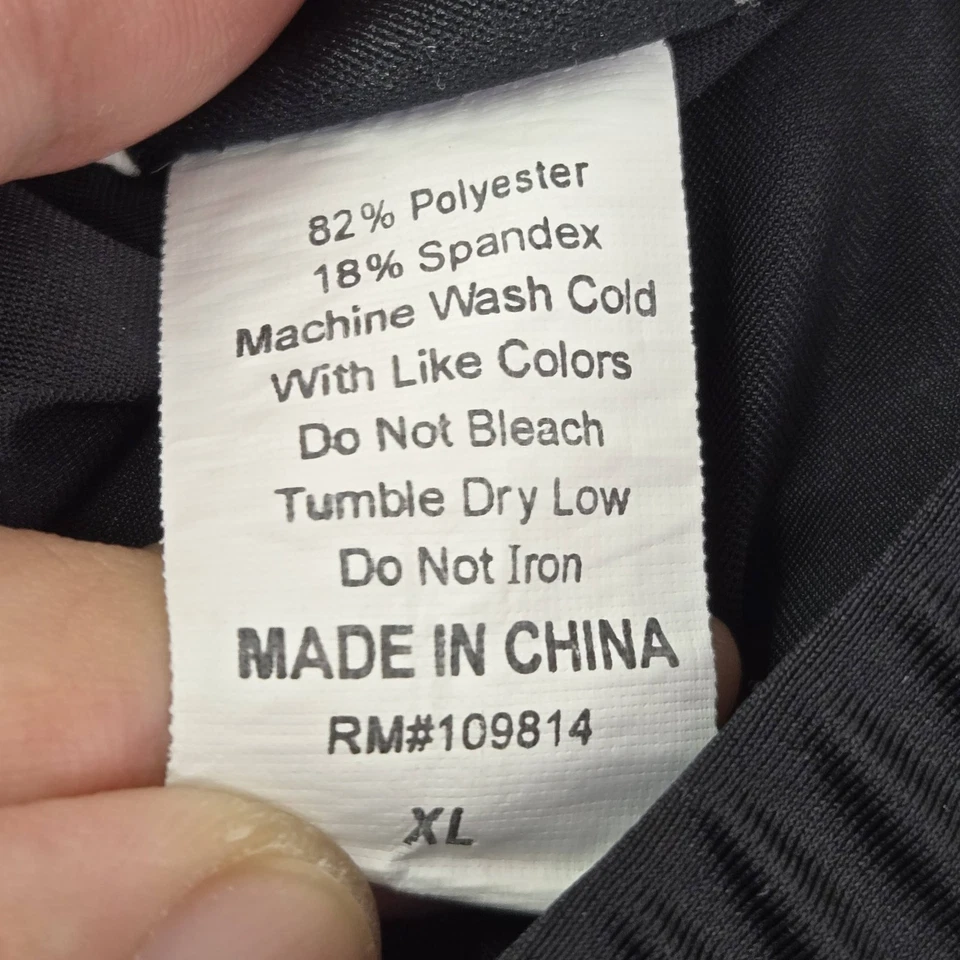 82% Polyester
18% Spandex
Machine Wash Cold
With Like Colors
Do Not Bleach
Tumble Dry Low
Do Not Iron
MADE IN CHINA
RM#109814
XL